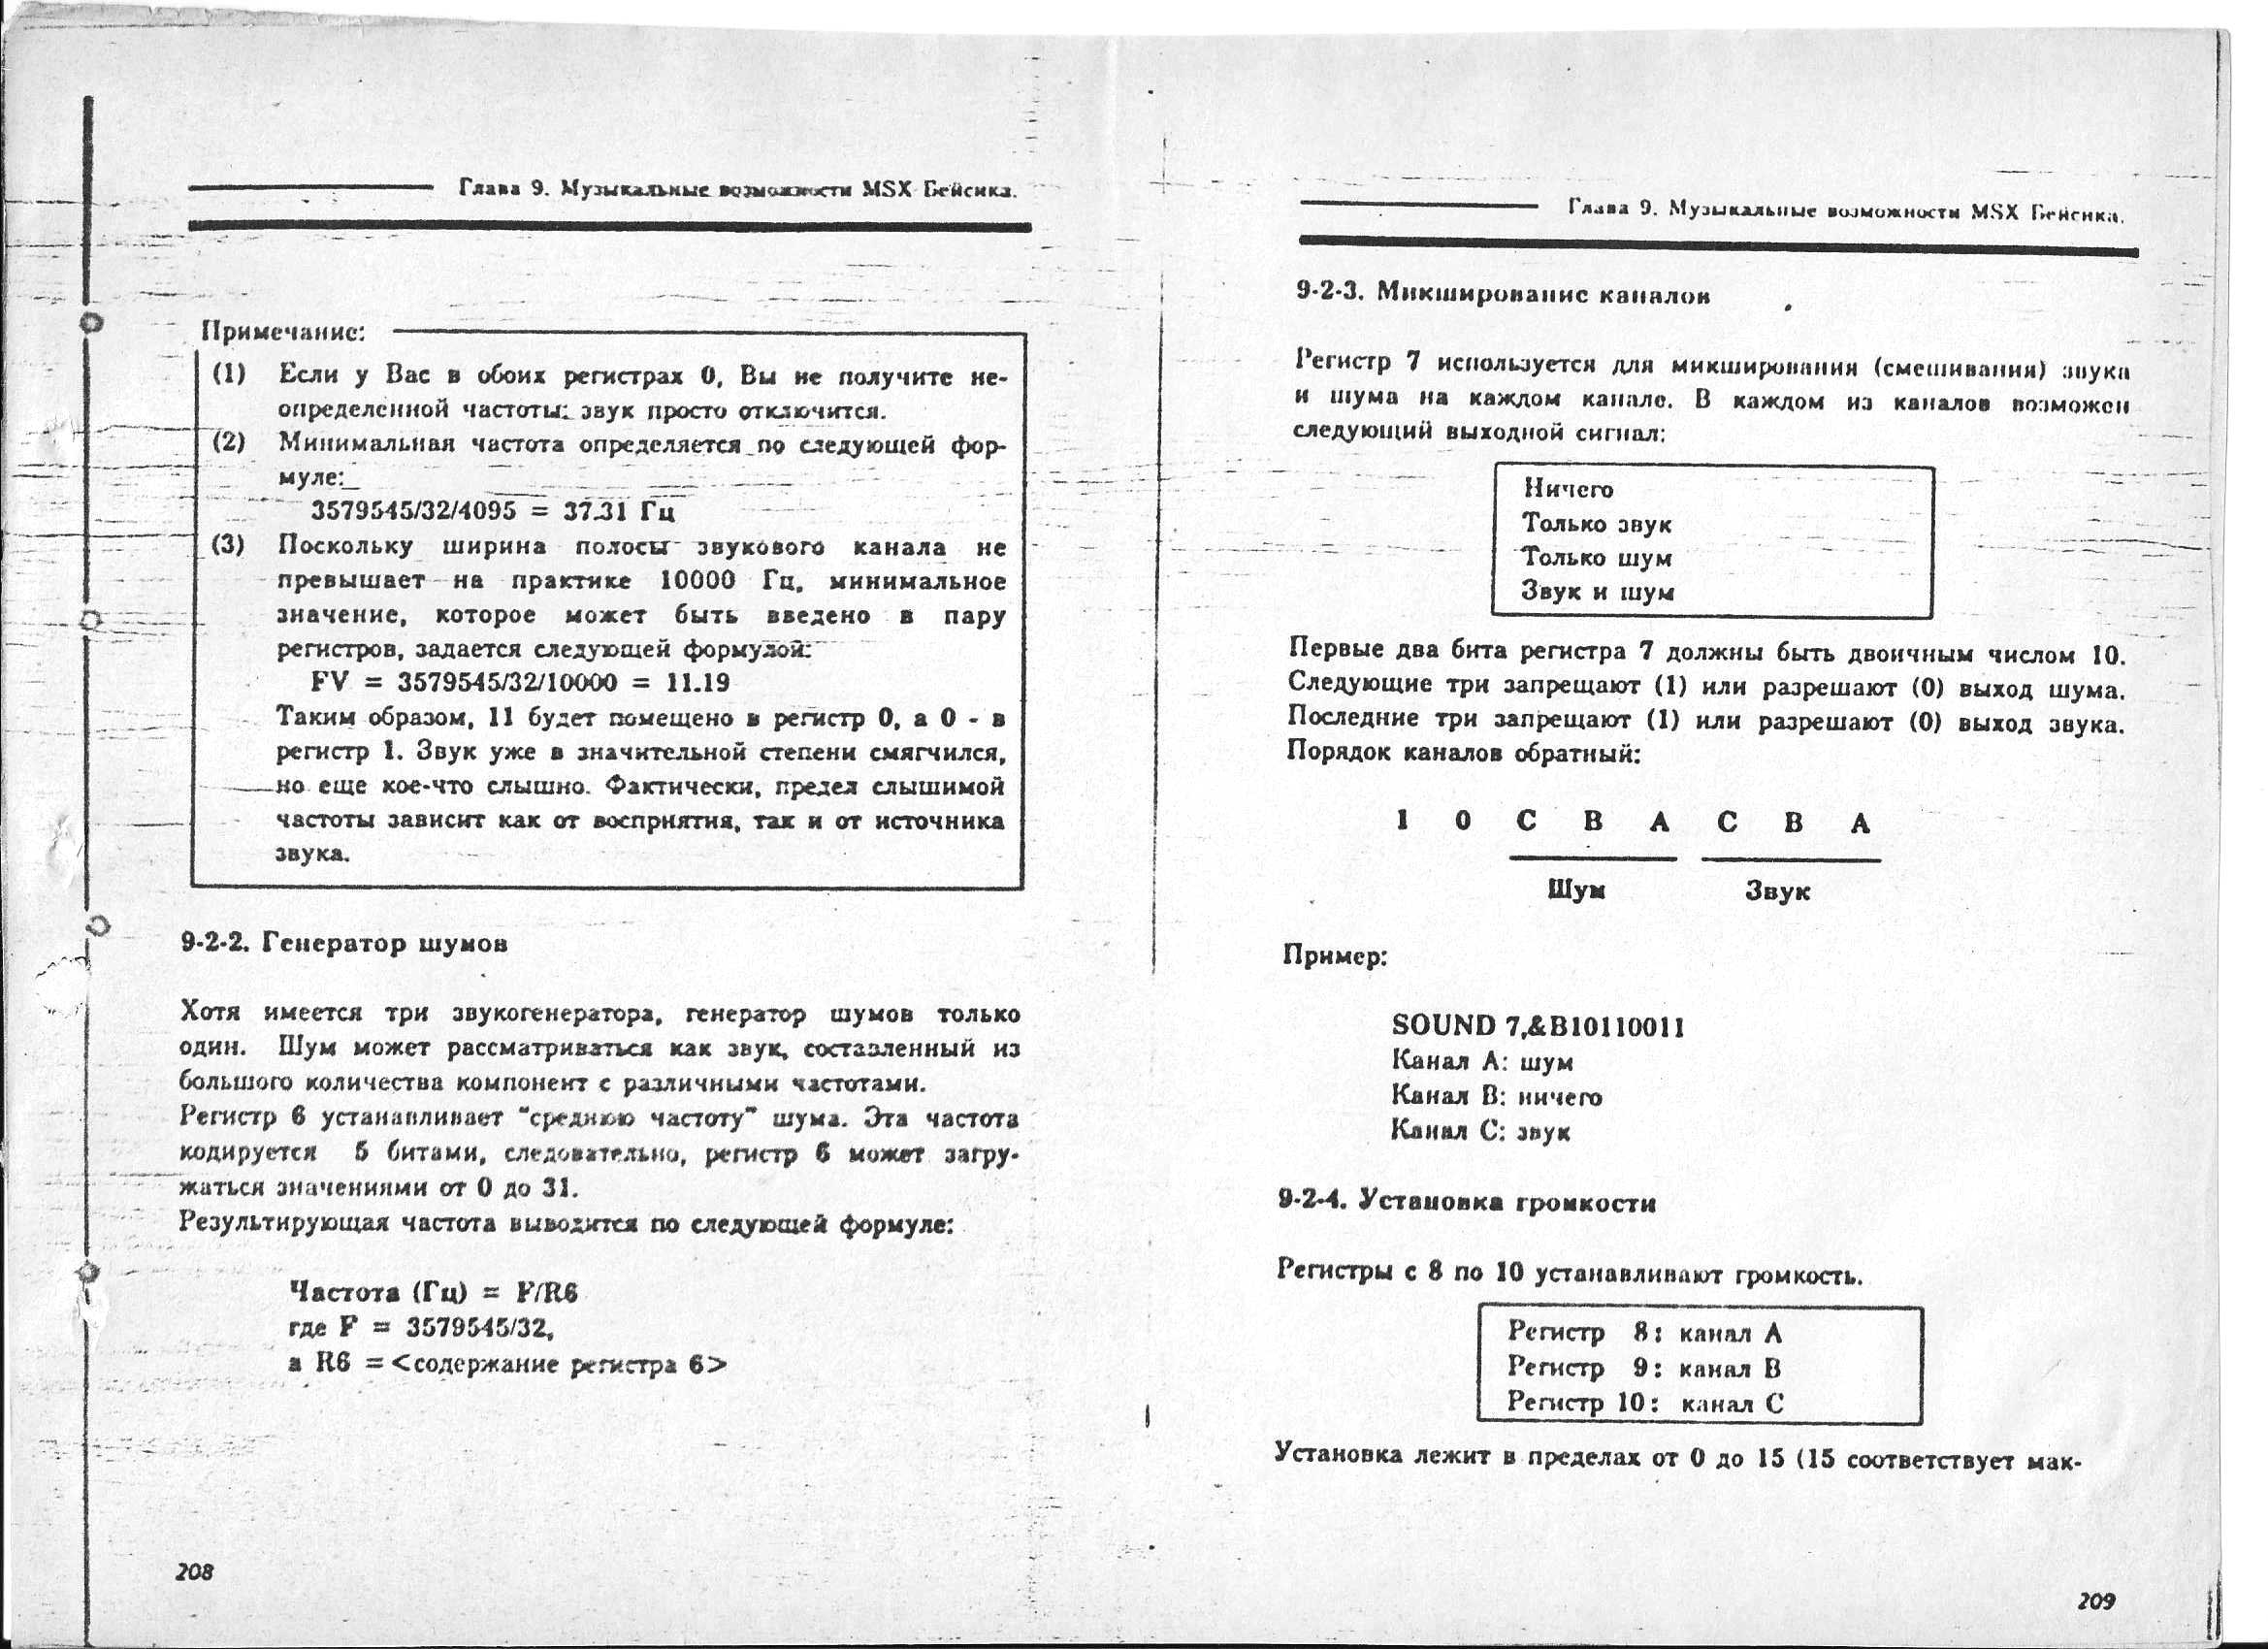 Глава 9. Музыкальные возможности MSX Бейсика.
Примечание:
(1) Если у Вас в обоих регистрах 0, Вы не получите не-
определенной частоты: звук просто отключится.
(2) Минимальная частота определяется по следующей фор-
муле:
3579545/32/4095 = 37.31 Гц
(3) Поскольку ширина полосы звукового канала не
превышает на практике 10000 Гц, минимальное
значение, которое может быть введено в пару
регистров, задается следующей формулой:
FV = 3579545/32/10000 = 11.19
Таким образом, 11 будет помещено в регистр 0, а 0 - в
регистр 1. Звук уже в значительной степени смягчился,
но еще кое-что слышно. Фактически, предел слышимой
частоты зависит как от восприятия, так и от источника
звука.
9-2-2. Генератор шумов
Хотя имеется три звукогенератора, генератор шумов только
один. Шум может рассматриваться как звук, составленный из
большого количества компонент с различными частотами.
Регистр 6 устанавливает "среднюю частоту" шума. Эта частота
кодируется 5 битами, следовательно, регистр 6 может загру-
жаться значениями от 0 до 31.
Результирующая частота выводится по следующей формуле:
Частота (Гц) = F/R6
где F = 3579545/32,
а R6 = <содержание регистра 6>
208
Глава 9. Музыкальные возможности MSX Бейсика.
9-2-3. Микширование каналов
Регистр 7 используется для микширования (смешивания) звука
и шума на каждом канале. В каждом из каналов возможен
следующий выходной сигнал:
Ничего
Только звук
Только шум
Звук и шум
Первые два бита регистра 7 должны быть двоичным числом 10.
Следующие три запрещают (1) или разрешают (0) выход шума.
Последние три запрещают (1) или разрешают (0) выход звука.
Порядок каналов обратный:
1 0 C B A C B A
Шум Звук
Пример:
SOUND 7,&B10110011
Канал A: шум
Канал B: ничего
Канал C: звук
9-2-4. Установка громкости
Регистры с 8 по 10 устанавливают громкость.
Регистр 8: канал A
Регистр 9: канал B
Регистр 10: канал C
Установка лежит в пределах от 0 до 15 (15 соответствует мак-
209